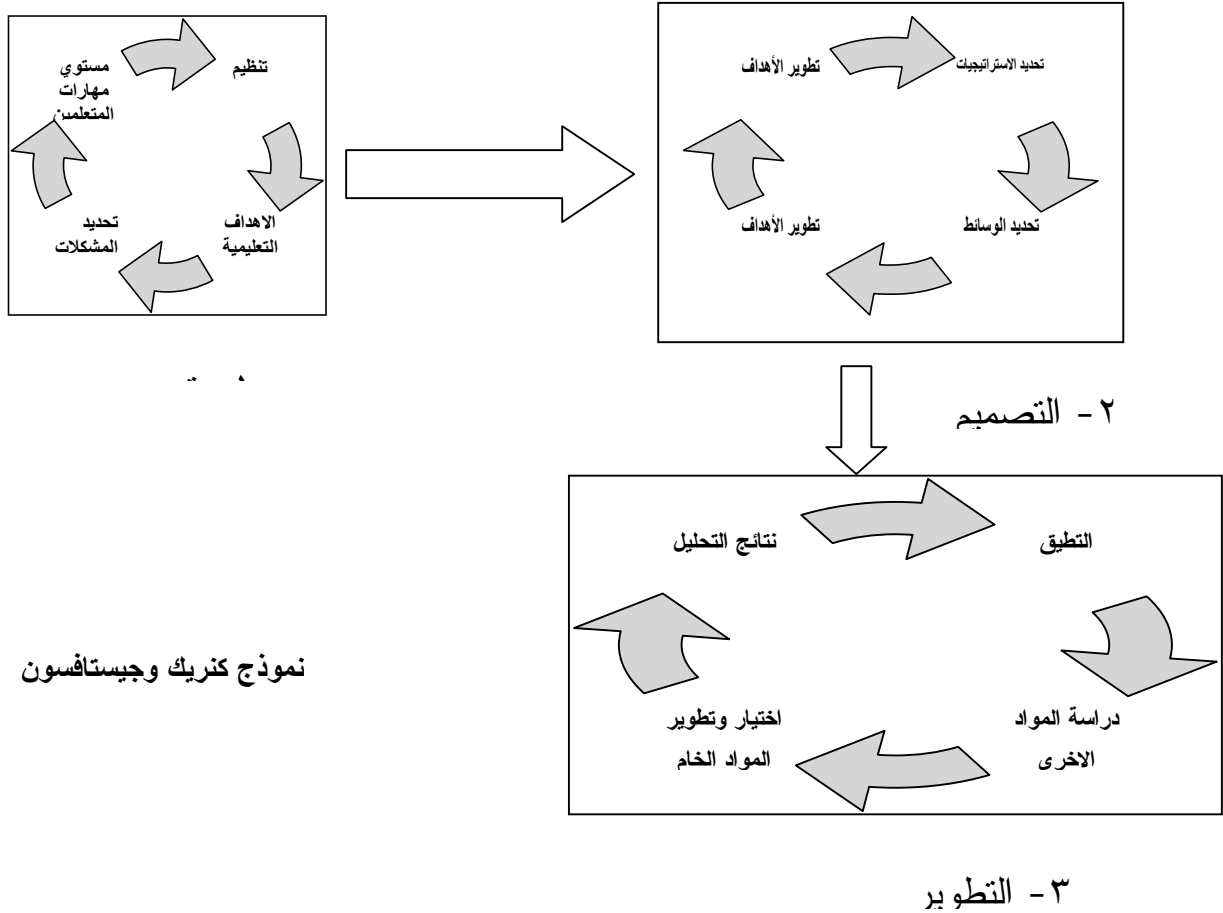 مستوي
مهارات
المتعلمين
تنظيم
الاهداف
التعليمية
تحديد
المشكلات
تطوير الأهداف
تحديد الاستراتيجيات
تحديد الوسائط
تطوير الأهداف
٢- التصميم
نتائج التحليل
التطيق
دراسة المواد
الاخرى
اختيار وتطوير
المواد الخام
نموذج كنريك وجيستافسون
٣- التطوير